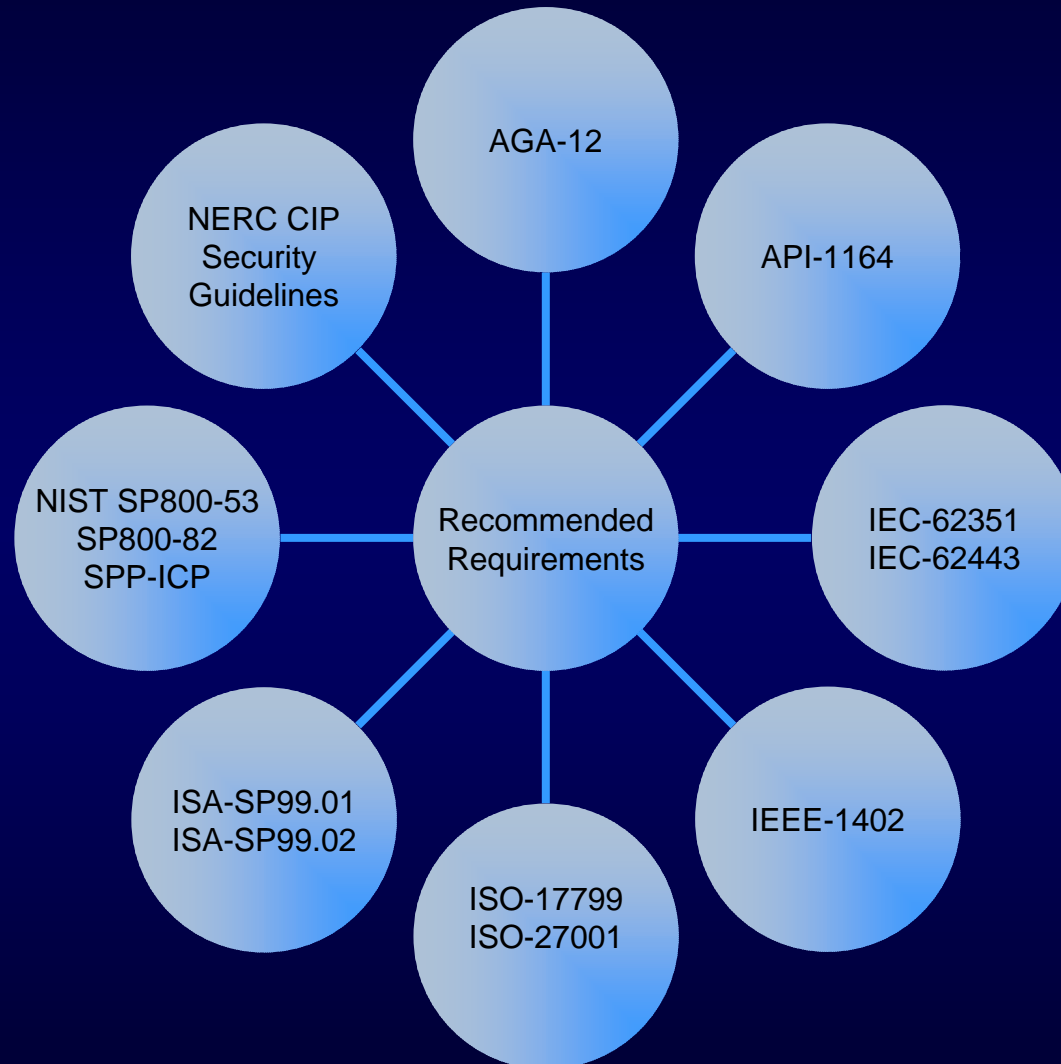 AGA-12
NERC CIP
Security
Guidelines
API-1164
NIST SP800-53
SP800-82
SPP-ICP
Recommended
Requirements
IEC-62351
IEC-62443
ISA-SP99.01
ISA-SP99.02
IEEE-1402
ISO-17799
ISO-27001